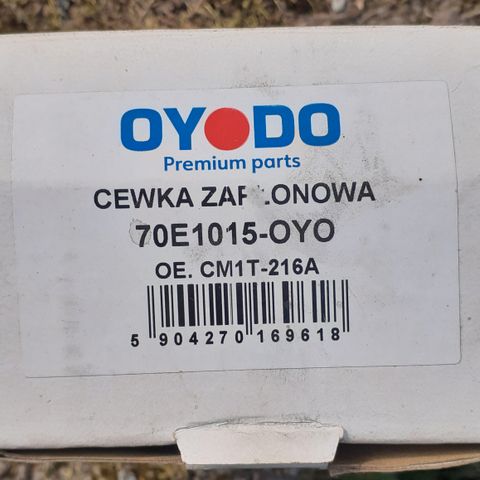 OYODO
Premium parts
CEWKA ZAPŁONOWA
70E1015-OYO
OE. CM1T-216A
5 904270 169618